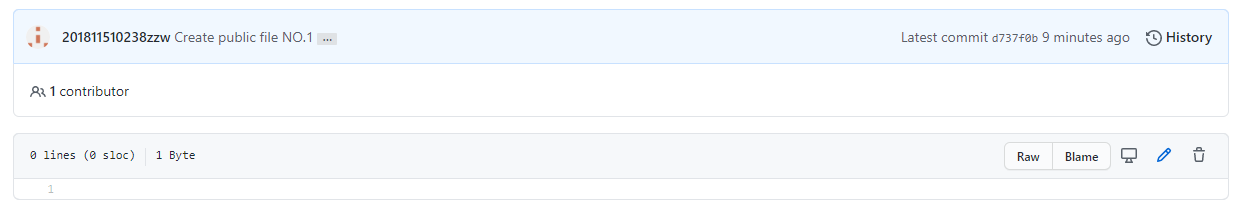 201811510238zzw Create public file NO.1 ... Latest commit d737f0b 9 minutes ago History
1 contributor
0 lines (0 sloc) 1 Byte Raw Blame
1